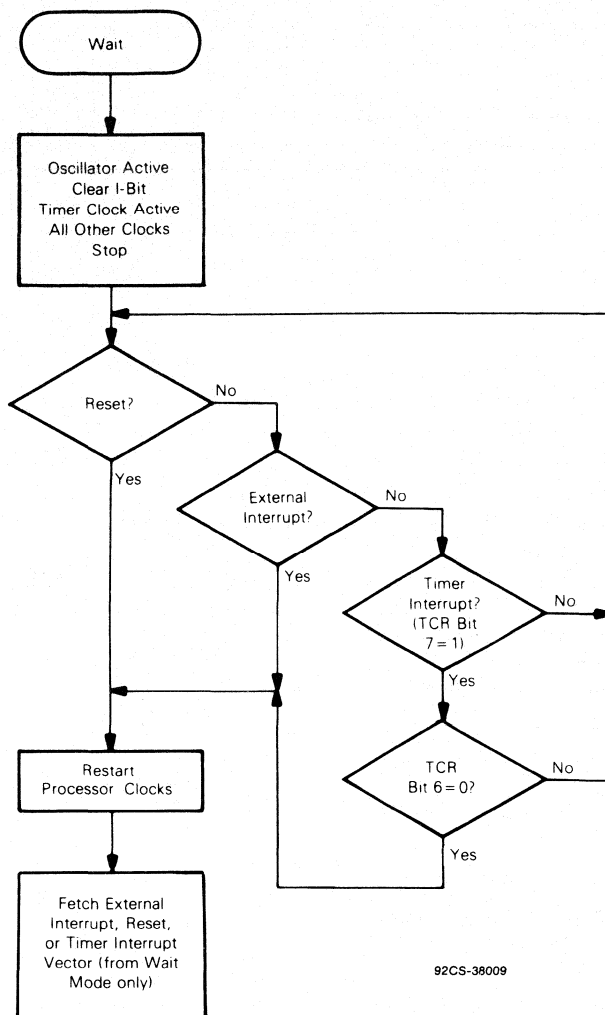 Wait
Oscillator Active
Clear I-Bit
Timer Clock Active
All Other Clocks
Stop
Reset?
No
Yes
External
Interrupt?
No
Yes
Timer
Interrupt?
(TCR Bit
7=1)
No
Yes
TCR
Bit 6=0?
No
Yes
Restart
Processor Clocks
Fetch External
Interrupt, Reset,
or Timer Interrupt
Vector (from Wait
Mode only)
92CS-38009